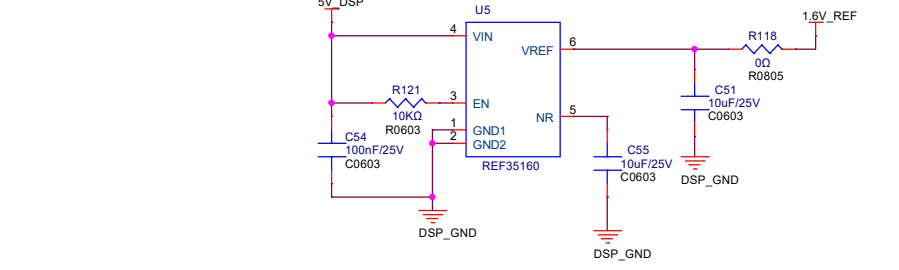 5V_DSP
U5
1.6V_REF
4
VIN
6
VREF
R118
0Ω
R0805
R121
10KΩ
R0603
3
EN
C51
10uF/25V
C0603
5
NR
1
GND1
2
GND2
C54
100nF/25V
C0603
REF35160
C55
10uF/25V
C0603
DSP_GND
DSP_GND
DSP_GND